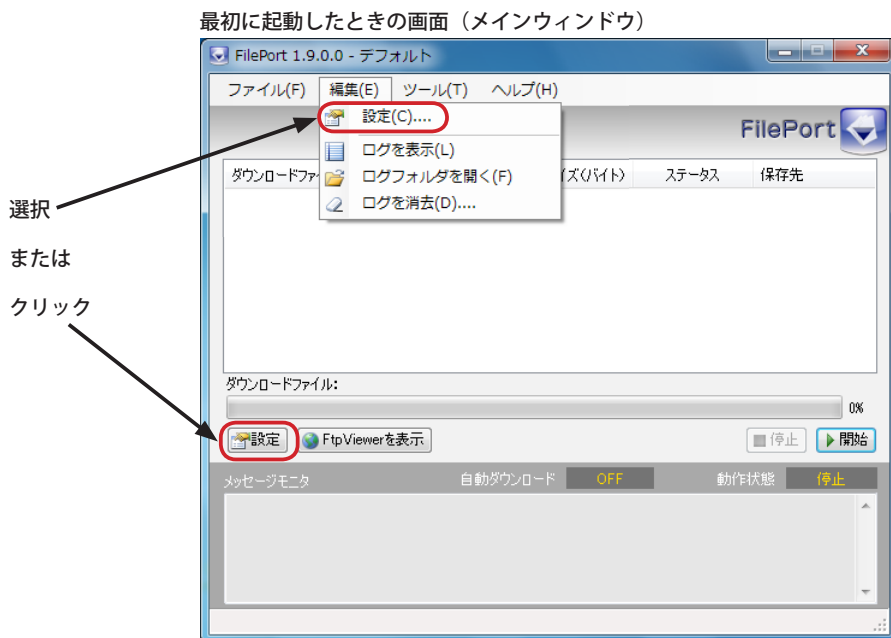 最初に起動したときの画面（メインウィンドウ）
FilePort 1.9.0.0 - デフォルト
ファイル(F) 編集(E) ツール(T) ヘルプ(H)
設定(C)....
FilePort
ログを表示(L)
ダウンロードファ イズ(バイト) ステータス 保存先
ログフォルダを開く(F)
ログを消去(D)....
選択
または
クリック
ダウンロードファイル:
0%
設定 FtpViewerを表示 停止 開始
メッセージモニタ 自動ダウンロード OFF 動作状態 停止